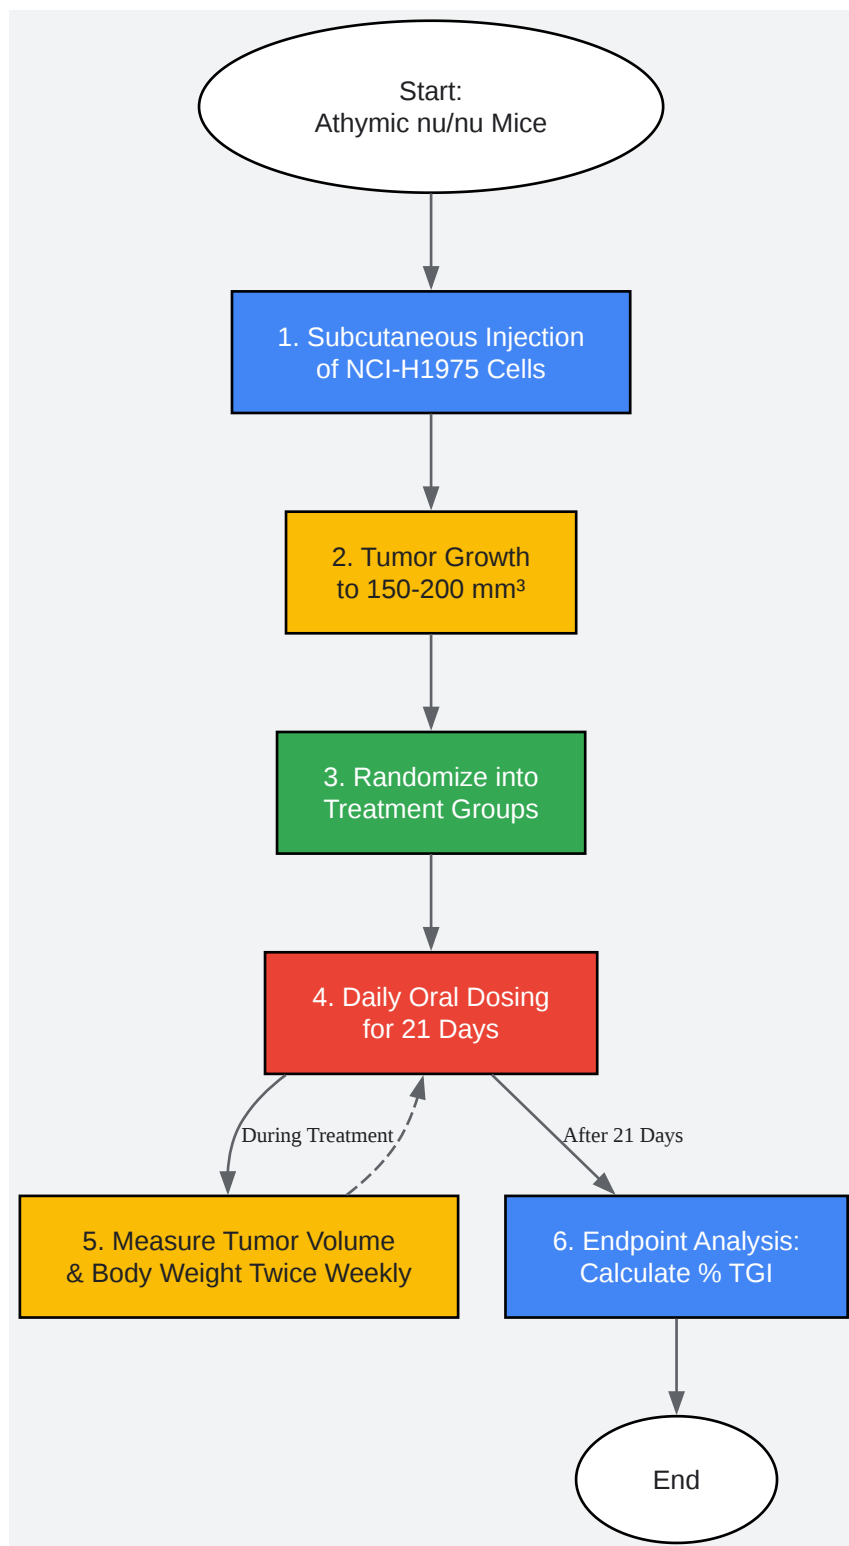 Start:
Athymic nu/nu Mice
1. Subcutaneous Injection
of NCI-H1975 Cells
2. Tumor Growth
to 150-200 mm³
3. Randomize into
Treatment Groups
4. Daily Oral Dosing
for 21 Days
During Treatment
After 21 Days
5. Measure Tumor Volume
& Body Weight Twice Weekly
6. Endpoint Analysis:
Calculate % TGI
End